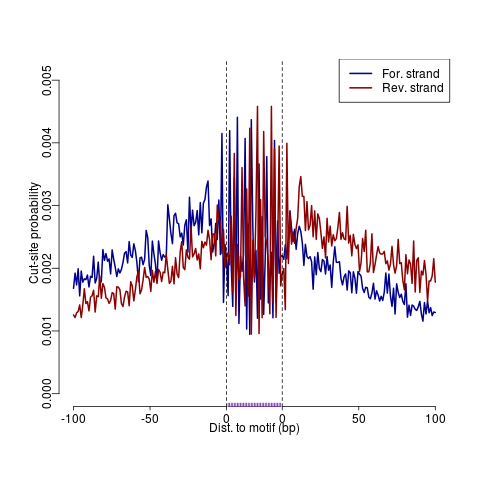 For. strand
Rev. strand
Cut-site probability
0.005
0.004
0.003
0.002
0.001
0.000
-100 -50 0 0 50 100
Dist. to motif (bp)